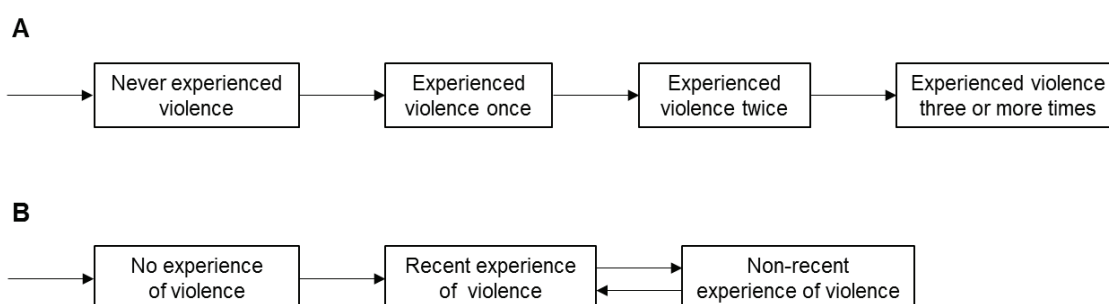 A
Never experienced
violence
Experienced
violence once
Experienced
violence twice
Experienced violence
three or more times
B
No experience
of violence
Recent experience
of violence
Non-recent
experience of violence